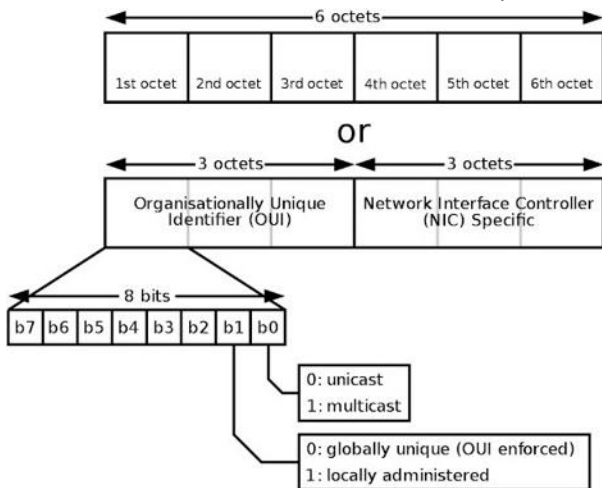 6 octets
1st octet 2nd octet 3rd octet 4th octet 5th octet 6th octet
or
3 octets 3 octets
Organisationally Unique Identifier (OUI)
Network Interface Controller (NIC) Specific
8 bits
b7 b6 b5 b4 b3 b2 b1 b0
0: unicast
1: multicast
0: globally unique (OUI enforced)
1: locally administered